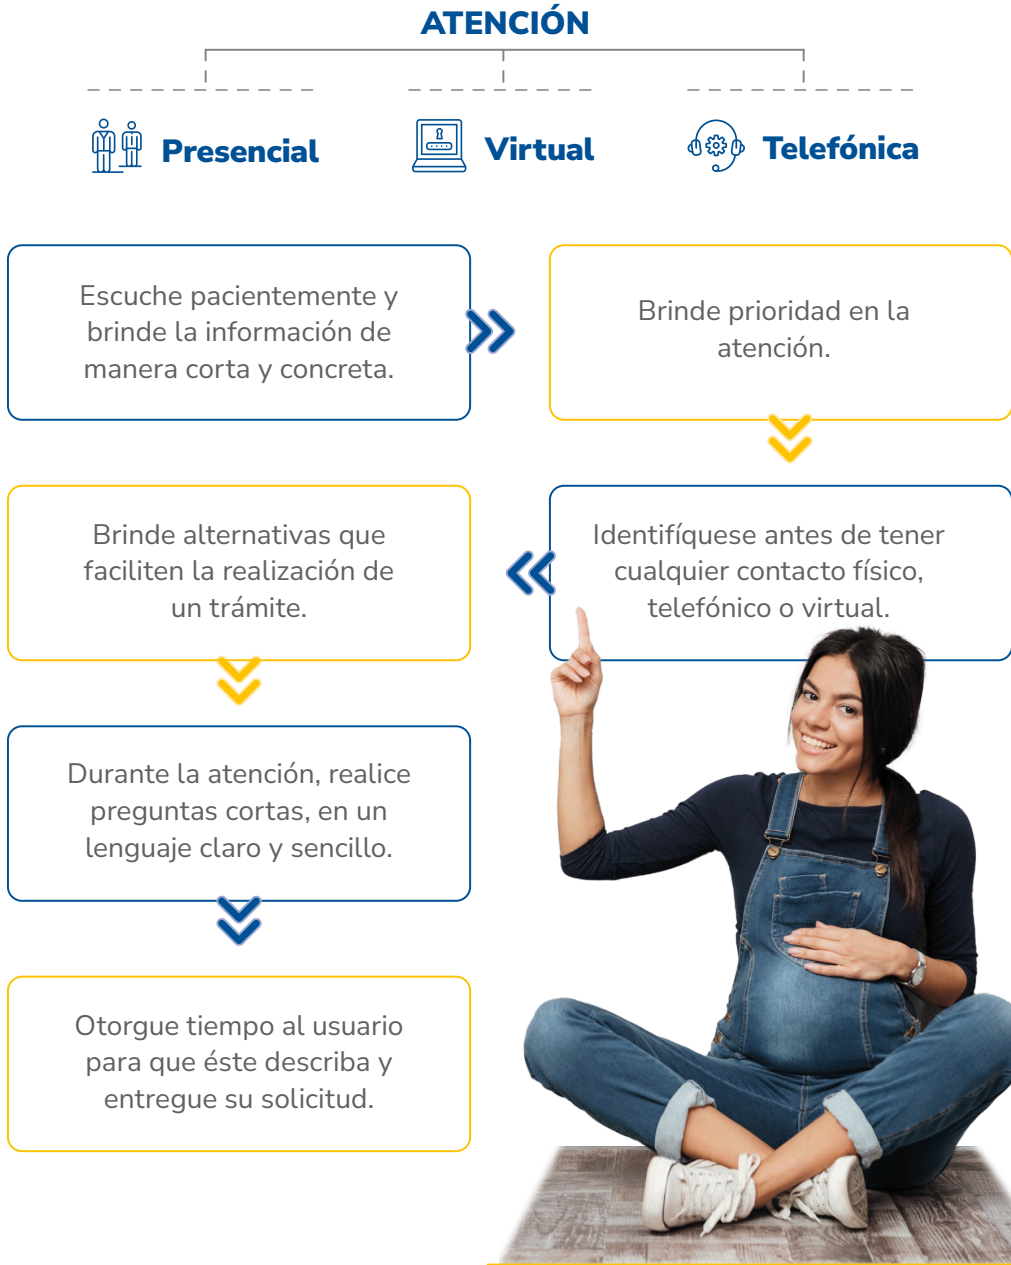 ATENCIÓN
Presencial
Virtual
Telefónica
Escuche pacientemente y
brinde la información de
manera corta y concreta.
Brinde prioridad en la
atención.
Identifíquese antes de tener
cualquier contacto físico,
telefónico o virtual.
Brinde alternativas que
faciliten la realización de
un trámite.
Durante la atención, realice
preguntas cortas, en un
lenguaje claro y sencillo.
Otorgue tiempo al usuario
para que éste describa y
entregue su solicitud.